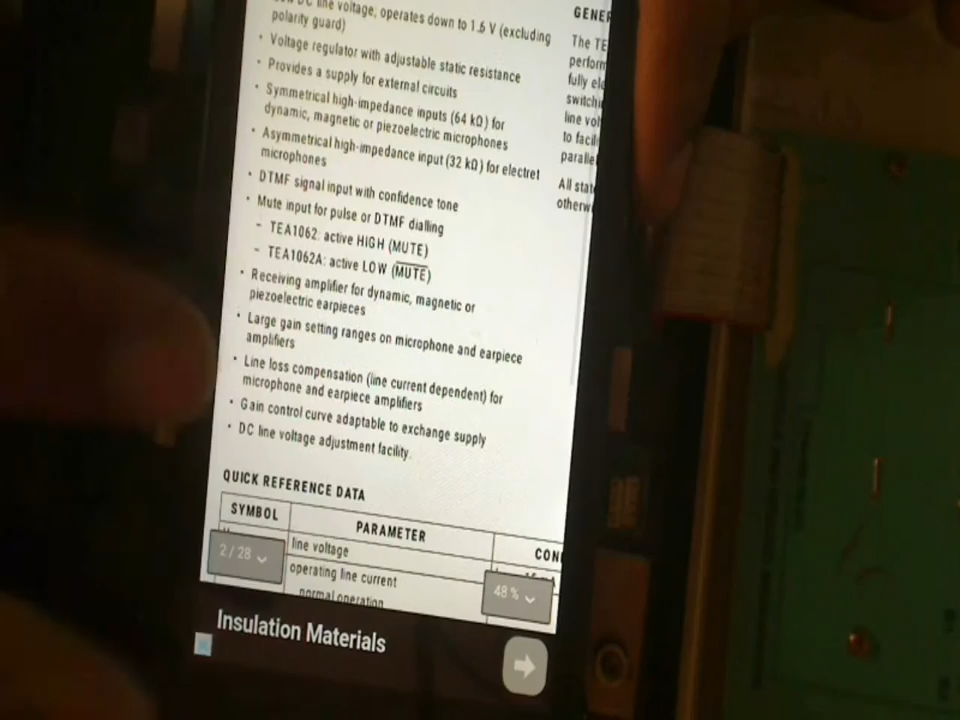 DC line voltage, operates down to 1.6 V (excluding
polarity guard)
• Voltage regulator with adjustable static resistance
• Provides a supply for external circuits
• Symmetrical high-impedance inputs (64 kΩ) for
dynamic, magnetic or piezoelectric microphones
• Asymmetrical high-impedance input (32 kΩ) for electret
microphones
• DTMF signal input with confidence tone
• Mute input for pulse or DTMF dialling
– TEA1062: active HIGH (MUTE)
– TEA1062A: active LOW (MUTE)
• Receiving amplifier for dynamic, magnetic or
piezoelectric earpieces
• Large gain setting ranges on microphone and earpiece
amplifiers
• Line loss compensation (line current dependent) for
microphone and earpiece amplifiers
• Gain control curve adaptable to exchange supply
• DC line voltage adjustment facility.
GENE
The TE
perform
fully ele
switchi
line vol
to facil
paralle
All stat
otherw
QUICK REFERENCE DATA
SYMBOL PARAMETER CON
line voltage
operating line current
normal operation
2 / 28
48 %
Insulation Materials